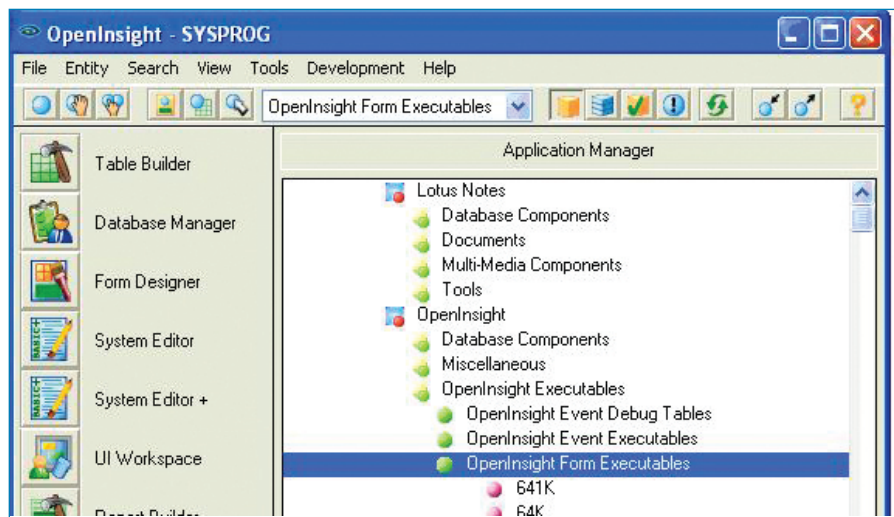 OpenInsight - SYSPROG
File Entity Search View Tools Development Help
OpenInsight Form Executables
Application Manager
Table Builder
Database Manager
Form Designer
System Editor
System Editor +
UI Workspace
Report Builder
Lotus Notes
Database Components
Documents
Multi-Media Components
Tools
OpenInsight
Database Components
Miscellaneous
OpenInsight Executables
OpenInsight Event Debug Tables
OpenInsight Event Executables
OpenInsight Form Executables
641K
64K